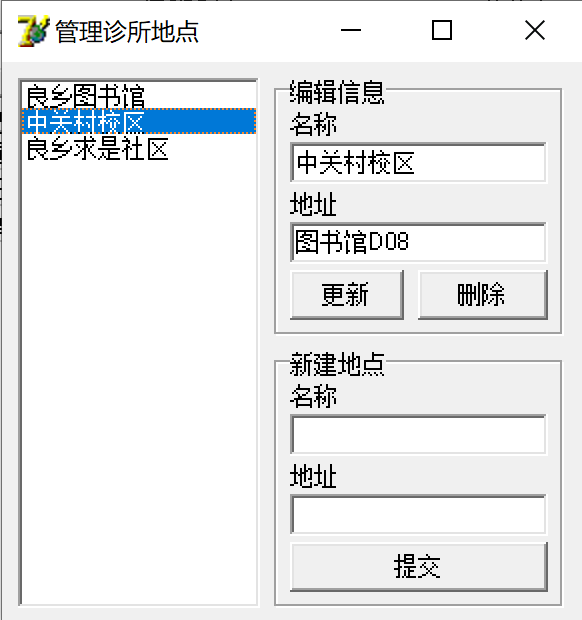 管理诊所地点
良乡图书馆
中关村校区
良乡求是社区
编辑信息
名称
中关村校区
地址
图书馆D08
更新 删除
新建地点
名称
地址
提交